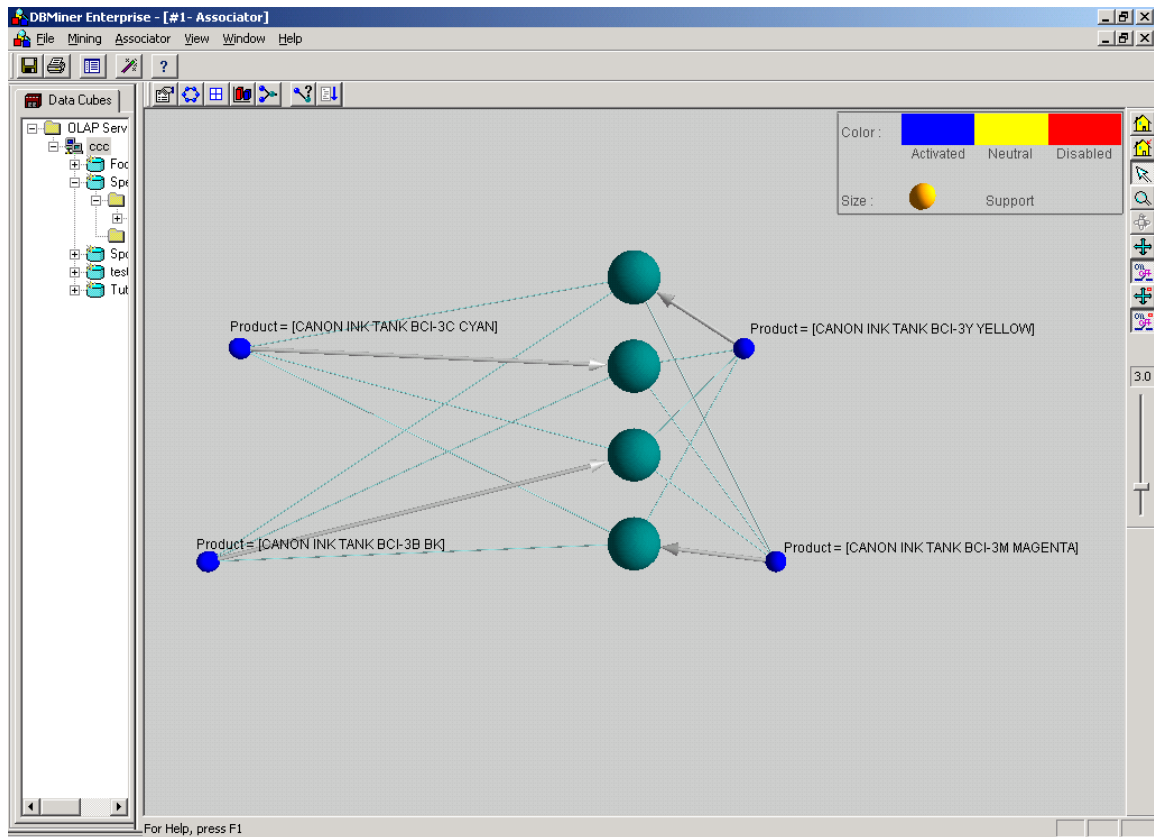 DBMiner Enterprise - [#1- Associator]
File Mining Associator View Window Help
Data Cubes
OLAP Serv
ccc
Foo
Spe
Spo
test
Tut
Color :
Activated Neutral Disabled
Size : Support
Product = [CANON INK TANK BCI-3C CYAN]
Product = [CANON INK TANK BCI-3Y YELLOW]
Product = [CANON INK TANK BCI-3B BK]
Product = [CANON INK TANK BCI-3M MAGENTA]
3.0
For Help, press F1